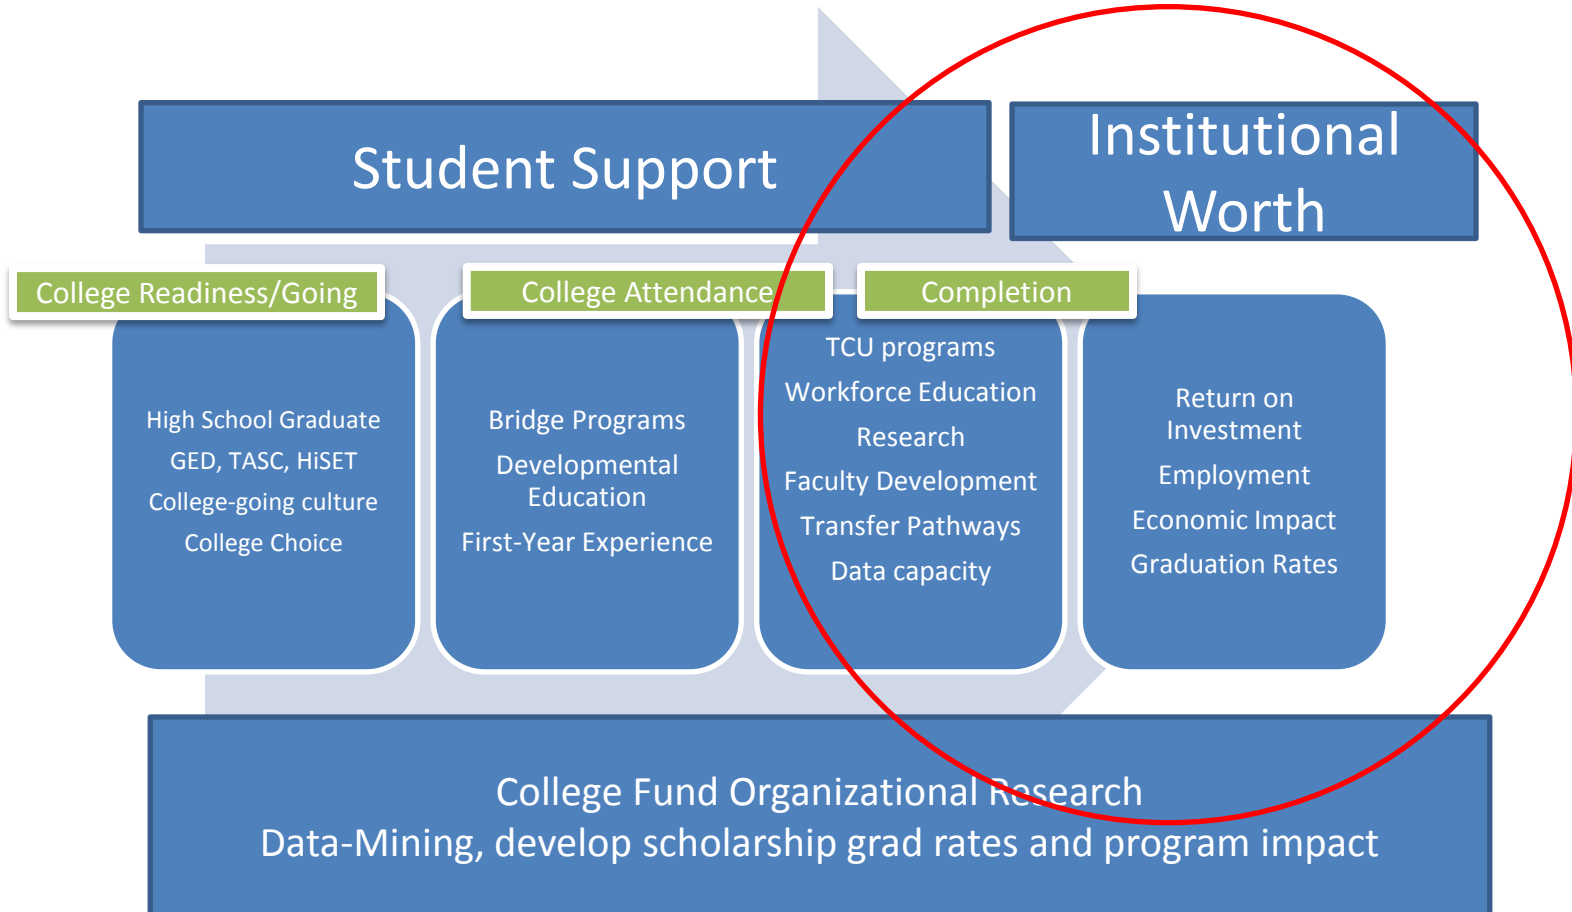 Student Support
Institutional
Worth
College Readiness/Going
College Attendance
Completion
High School Graduate
GED, TASC, HiSET
College-going culture
College Choice
Bridge Programs
Developmental
Education
First-Year Experience
TCU programs
Workforce Education
Research
Faculty Development
Transfer Pathways
Data capacity
Return on
Investment
Employment
Economic Impact
Graduation Rates
College Fund Organizational Research
Data-Mining, develop scholarship grad rates and program impact